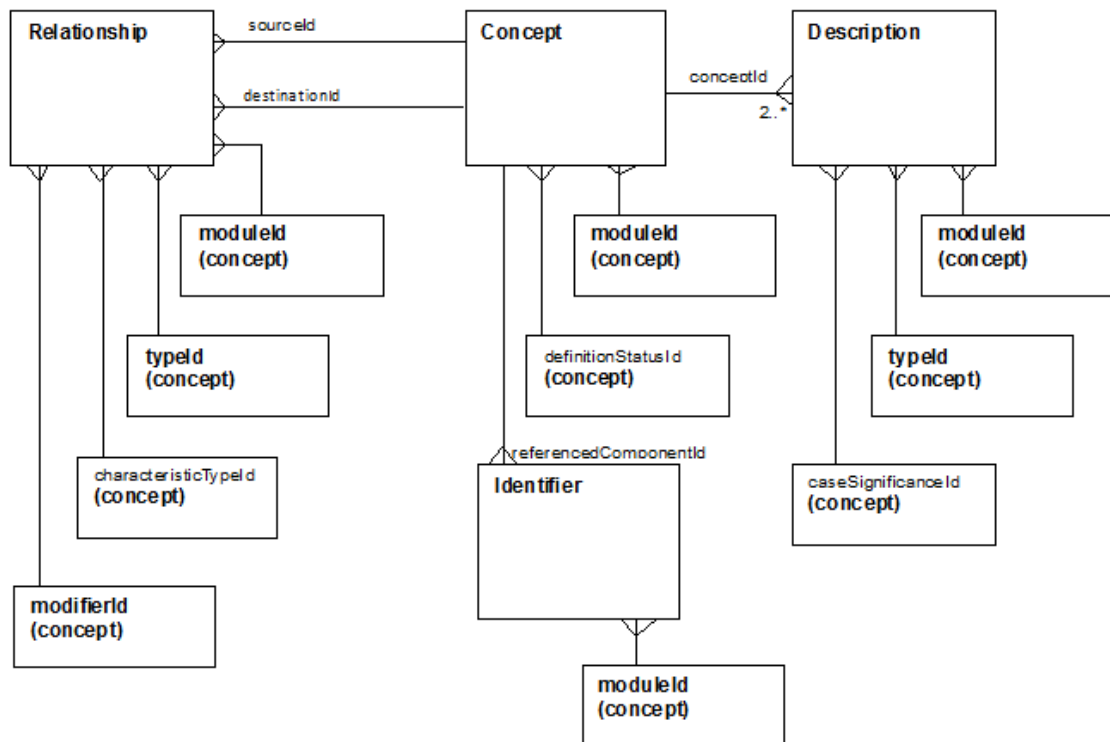 Relationship
sourceId
Concept
Description
conceptId
destinationId
2..*
moduleId
(concept)
moduleId
(concept)
moduleId
(concept)
typeId
(concept)
definitionStatusId
(concept)
typeId
(concept)
characteristicTypeId
(concept)
referencedComponentId
Identifier
caseSignificanceId
(concept)
modifierId
(concept)
moduleId
(concept)